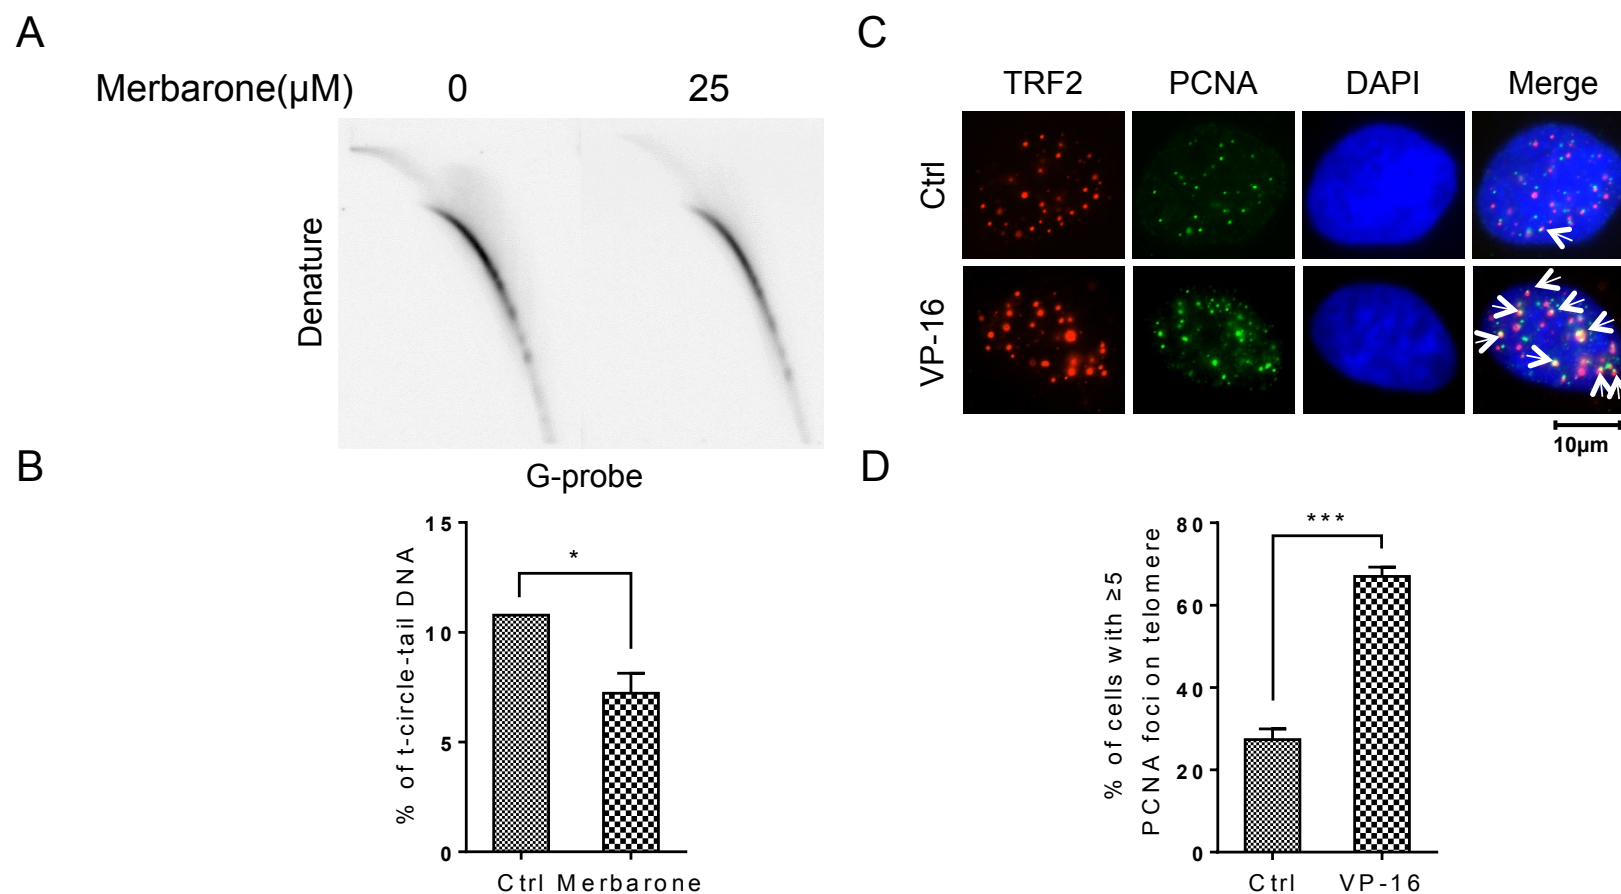 A
Merbarone(µM) 0 25
Denature
G-probe
B
15
10
5
0
% of t-circle-tail DNA
*
Ctrl Merbarone
C
TRF2 PCNA DAPI Merge
Ctrl
VP-16
10µm
D
80
60
40
20
0
% of cells with ≥5
PCNA foci on telomere
***
Ctrl VP-16